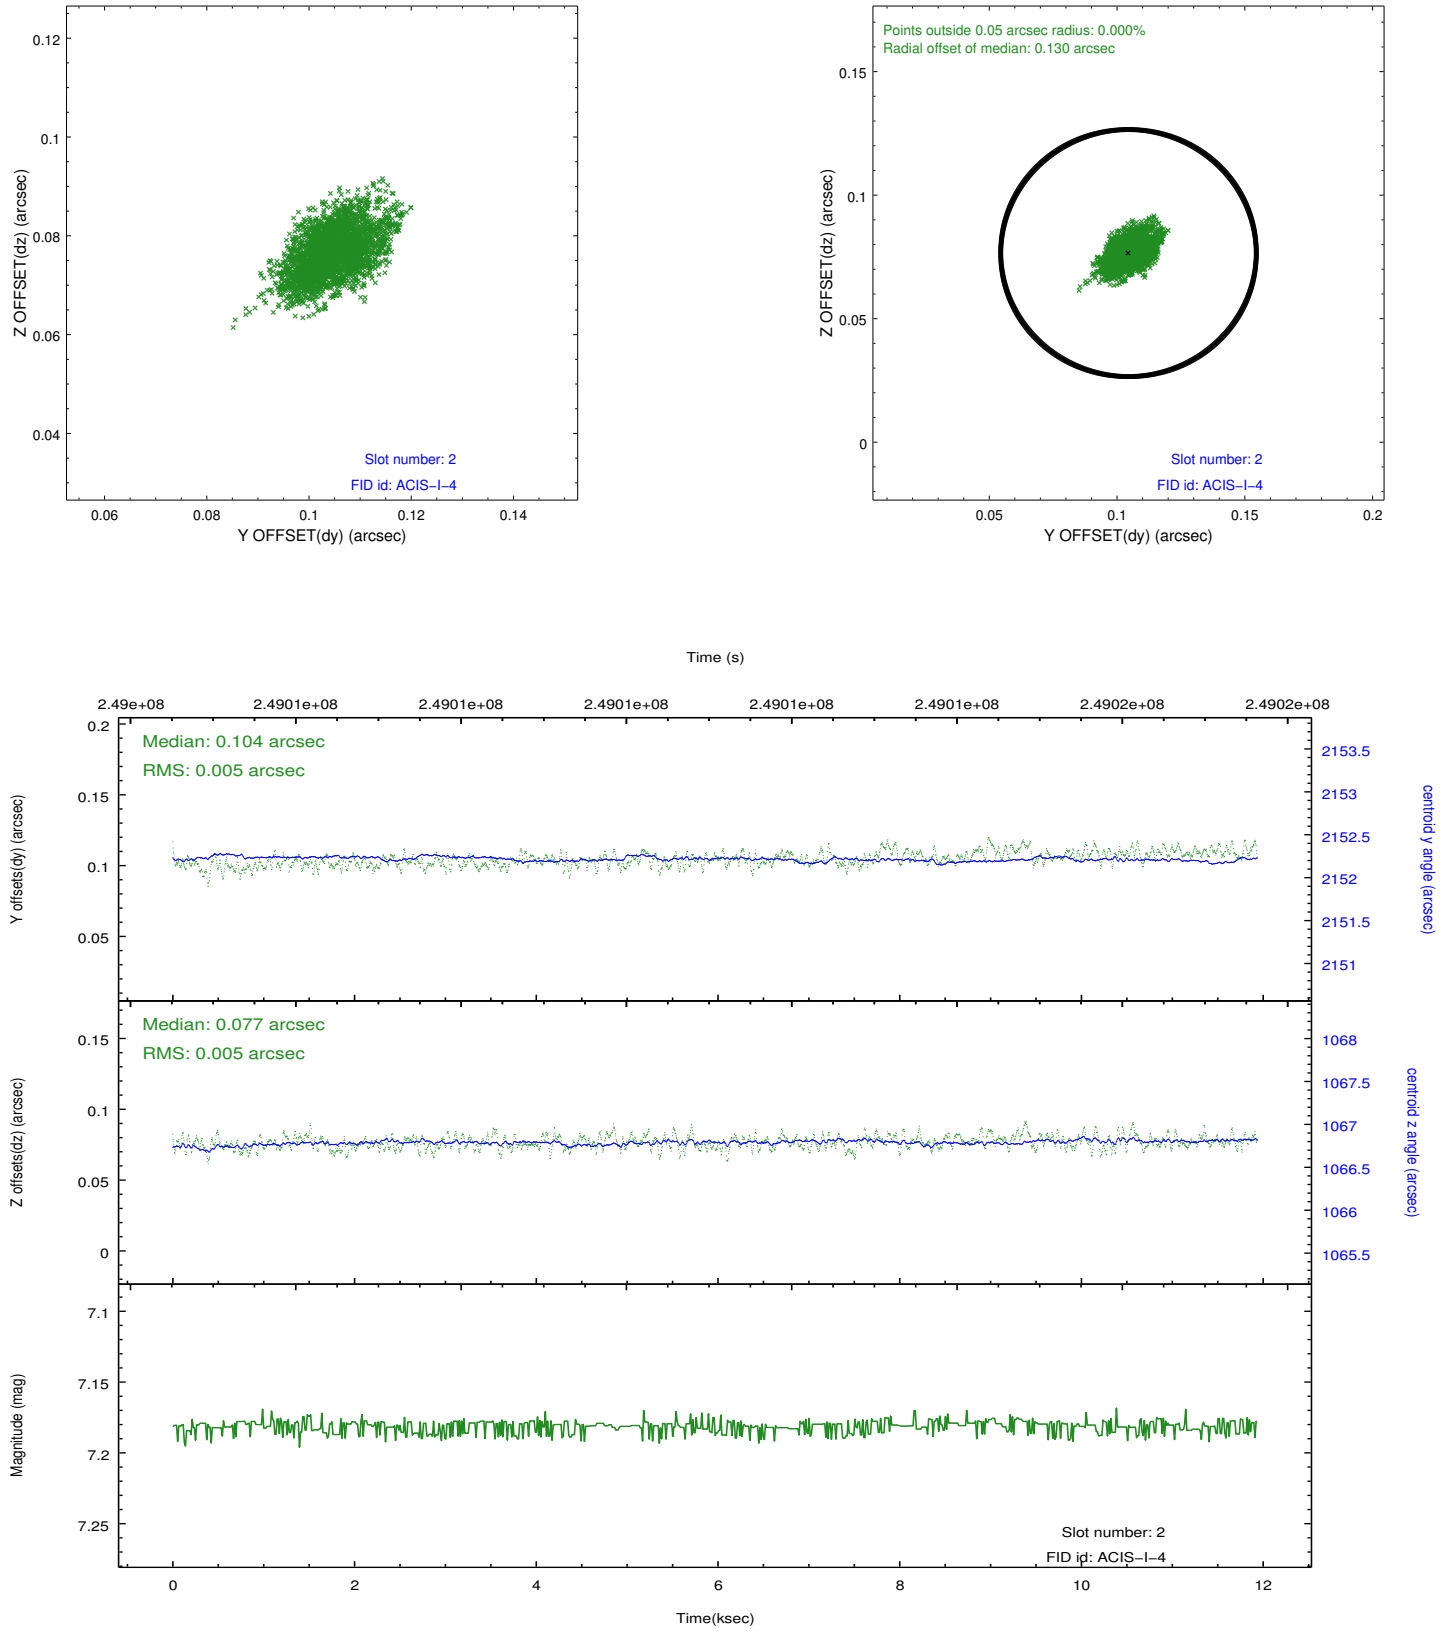 0.12
0.1
0.08
0.06
0.04
Z OFFSET(dz) (arcsec)
Slot number: 2
FID id: ACIS−I−4
0.06 0.08 0.1 0.12 0.14
Y OFFSET(dy) (arcsec)
Points outside 0.05 arcsec radius: 0.000%
Radial offset of median: 0.130 arcsec
0.15
0.1
0.05
0
Z OFFSET(dz) (arcsec)
Slot number: 2
FID id: ACIS−I−4
0.05 0.1 0.15 0.2
Y OFFSET(dy) (arcsec)
Time (s)
2.49e+08 2.4901e+08 2.4901e+08 2.4901e+08 2.4901e+08 2.4901e+08 2.4902e+08 2.4902e+08
Median: 0.104 arcsec
RMS: 0.005 arcsec
0.2
0.15
0.1
0.05
Y offsets(dy) (arcsec)
2153.5
2153
2152.5
2152
2151.5
2151
centroid y angle (arcsec)
Median: 0.077 arcsec
RMS: 0.005 arcsec
0.15
0.1
0.05
0
Z offsets(dz) (arcsec)
1068
1067.5
1067
1066.5
1066
1065.5
centroid z angle (arcsec)
7.1
7.15
7.2
7.25
Magnitude (mag)
Slot number: 2
FID id: ACIS−I−4
0 2 4 6 8 10 12
Time(ksec)